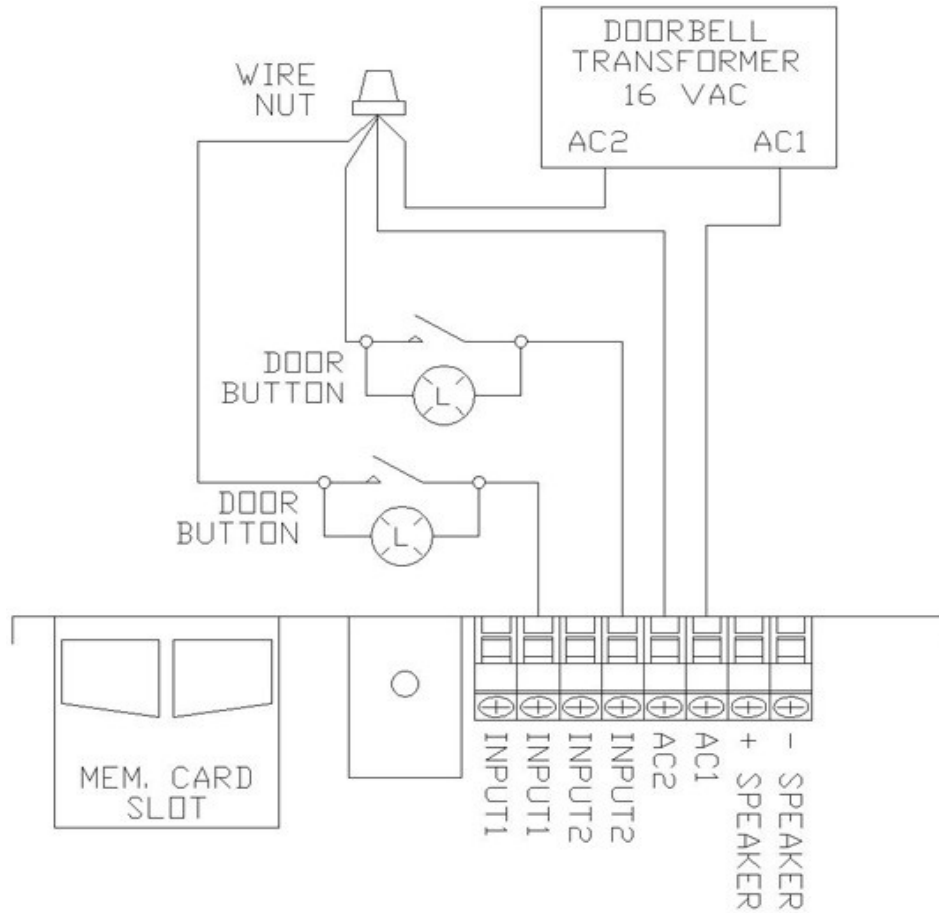 DOORBELL
TRANSFORMER
16 VAC
AC2
AC1
WIRE
NUT
DOOR
BUTTON
L
DOOR
BUTTON
L
MEM. CARD
SLOT
INPUT1
INPUT1
INPUT2
INPUT2
AC2
AC1
+ SPEAKER
- SPEAKER